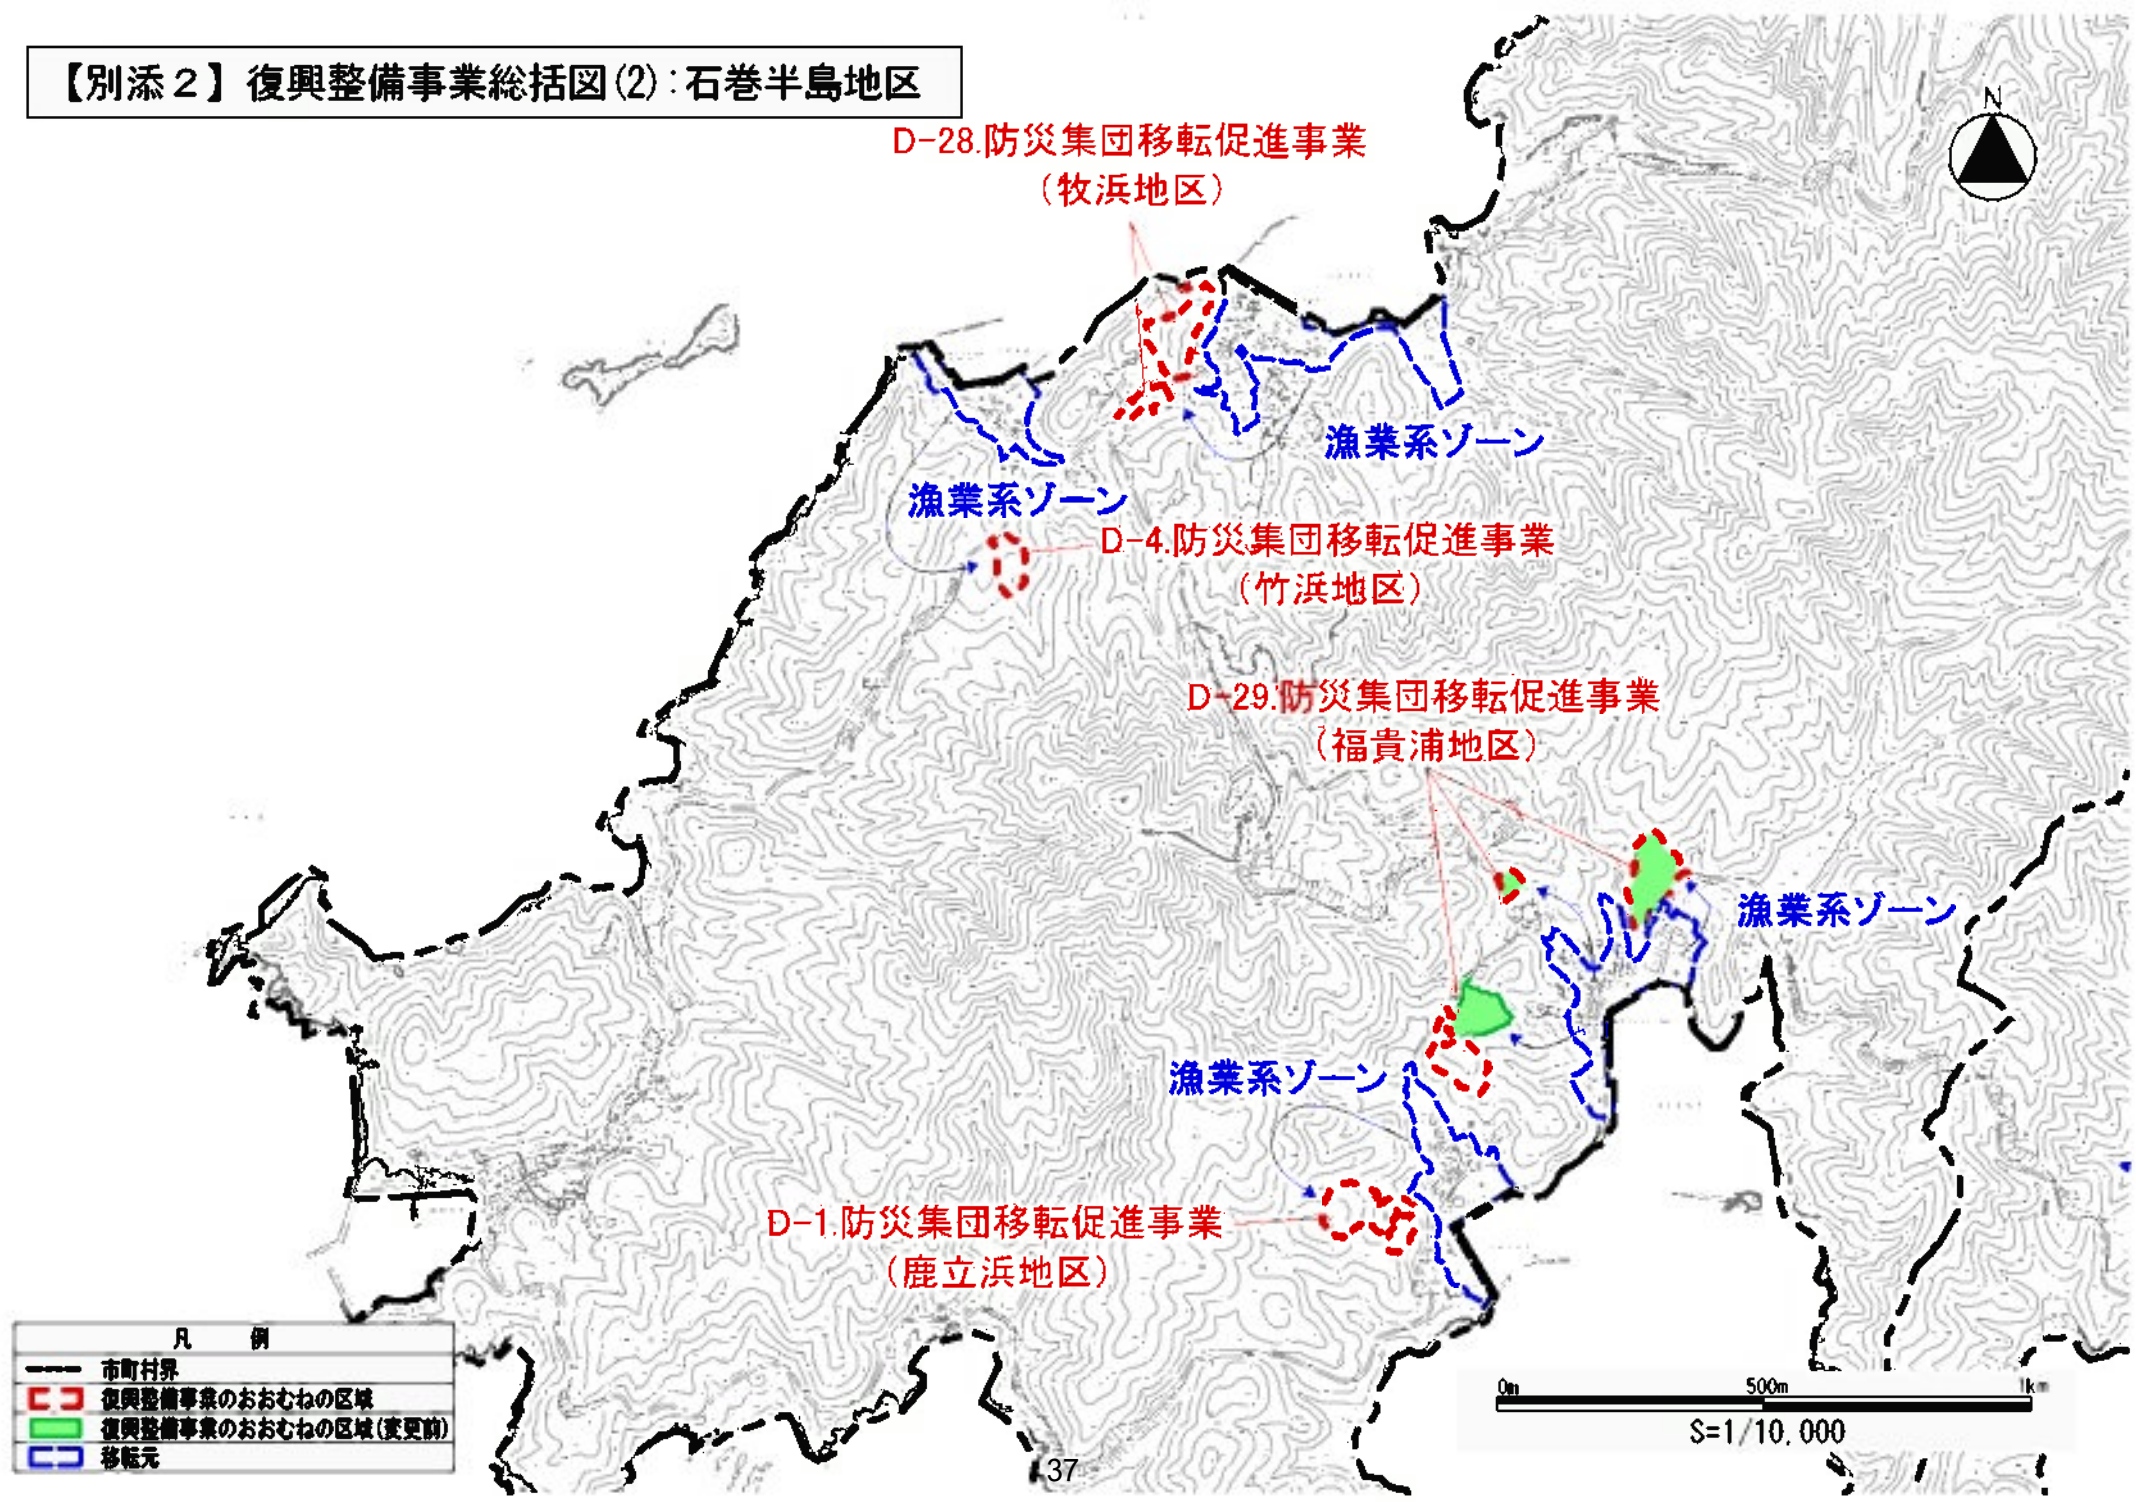 【別添２】復興整備事業総括図(2):石巻半島地区
N
D-28.防災集団移転促進事業
(牧浜地区)
漁業系ゾーン
漁業系ゾーン
D-4.防災集団移転促進事業
(竹浜地区)
D-29.防災集団移転促進事業
(福貴浦地区)
漁業系ゾーン
漁業系ゾーン
D-1.防災集団移転促進事業
(鹿立浜地区)
凡 例
市町村界
復興整備事業のおおむねの区域
復興整備事業のおおむねの区域(変更前)
移転元
0m 500m 1km
S=1/10,000
37